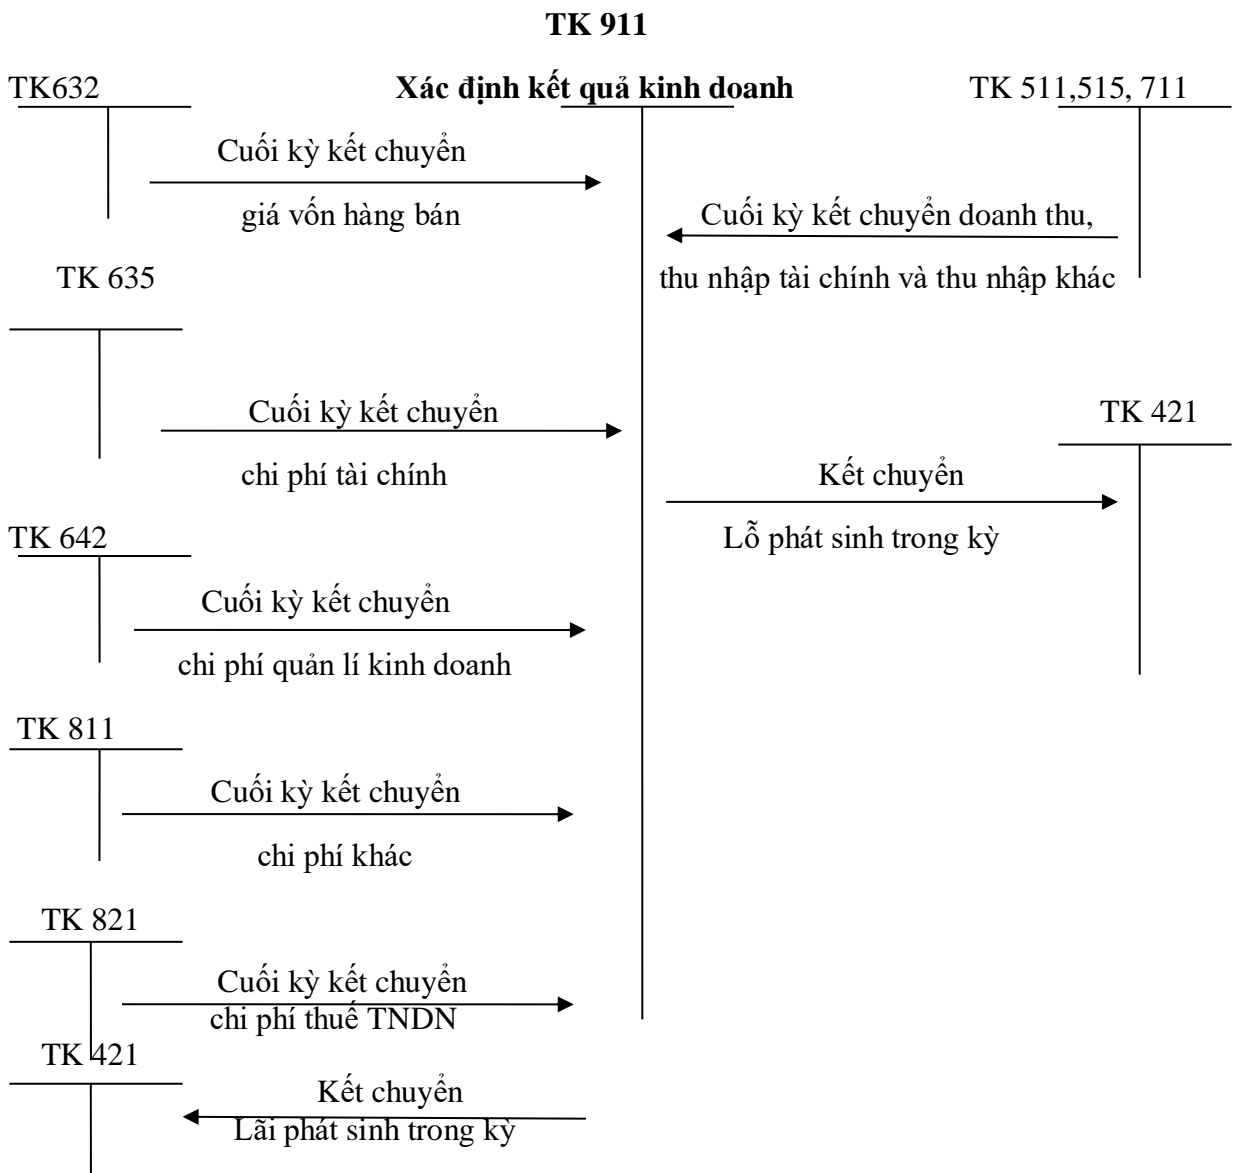 TK 911
TK632
Xác định kết quả kinh doanh
TK 511,515, 711
Cuối kỳ kết chuyển
giá vốn hàng bán
Cuối kỳ kết chuyển doanh thu,
thu nhập tài chính và thu nhập khác
TK 635
Cuối kỳ kết chuyển
chi phí tài chính
TK 421
Kết chuyển
Lỗ phát sinh trong kỳ
TK 642
Cuối kỳ kết chuyển
chi phí quản lí kinh doanh
TK 811
Cuối kỳ kết chuyển
chi phí khác
TK 821
Cuối kỳ kết chuyển
chi phí thuế TNDN
TK 421
Kết chuyển
Lãi phát sinh trong kỳ